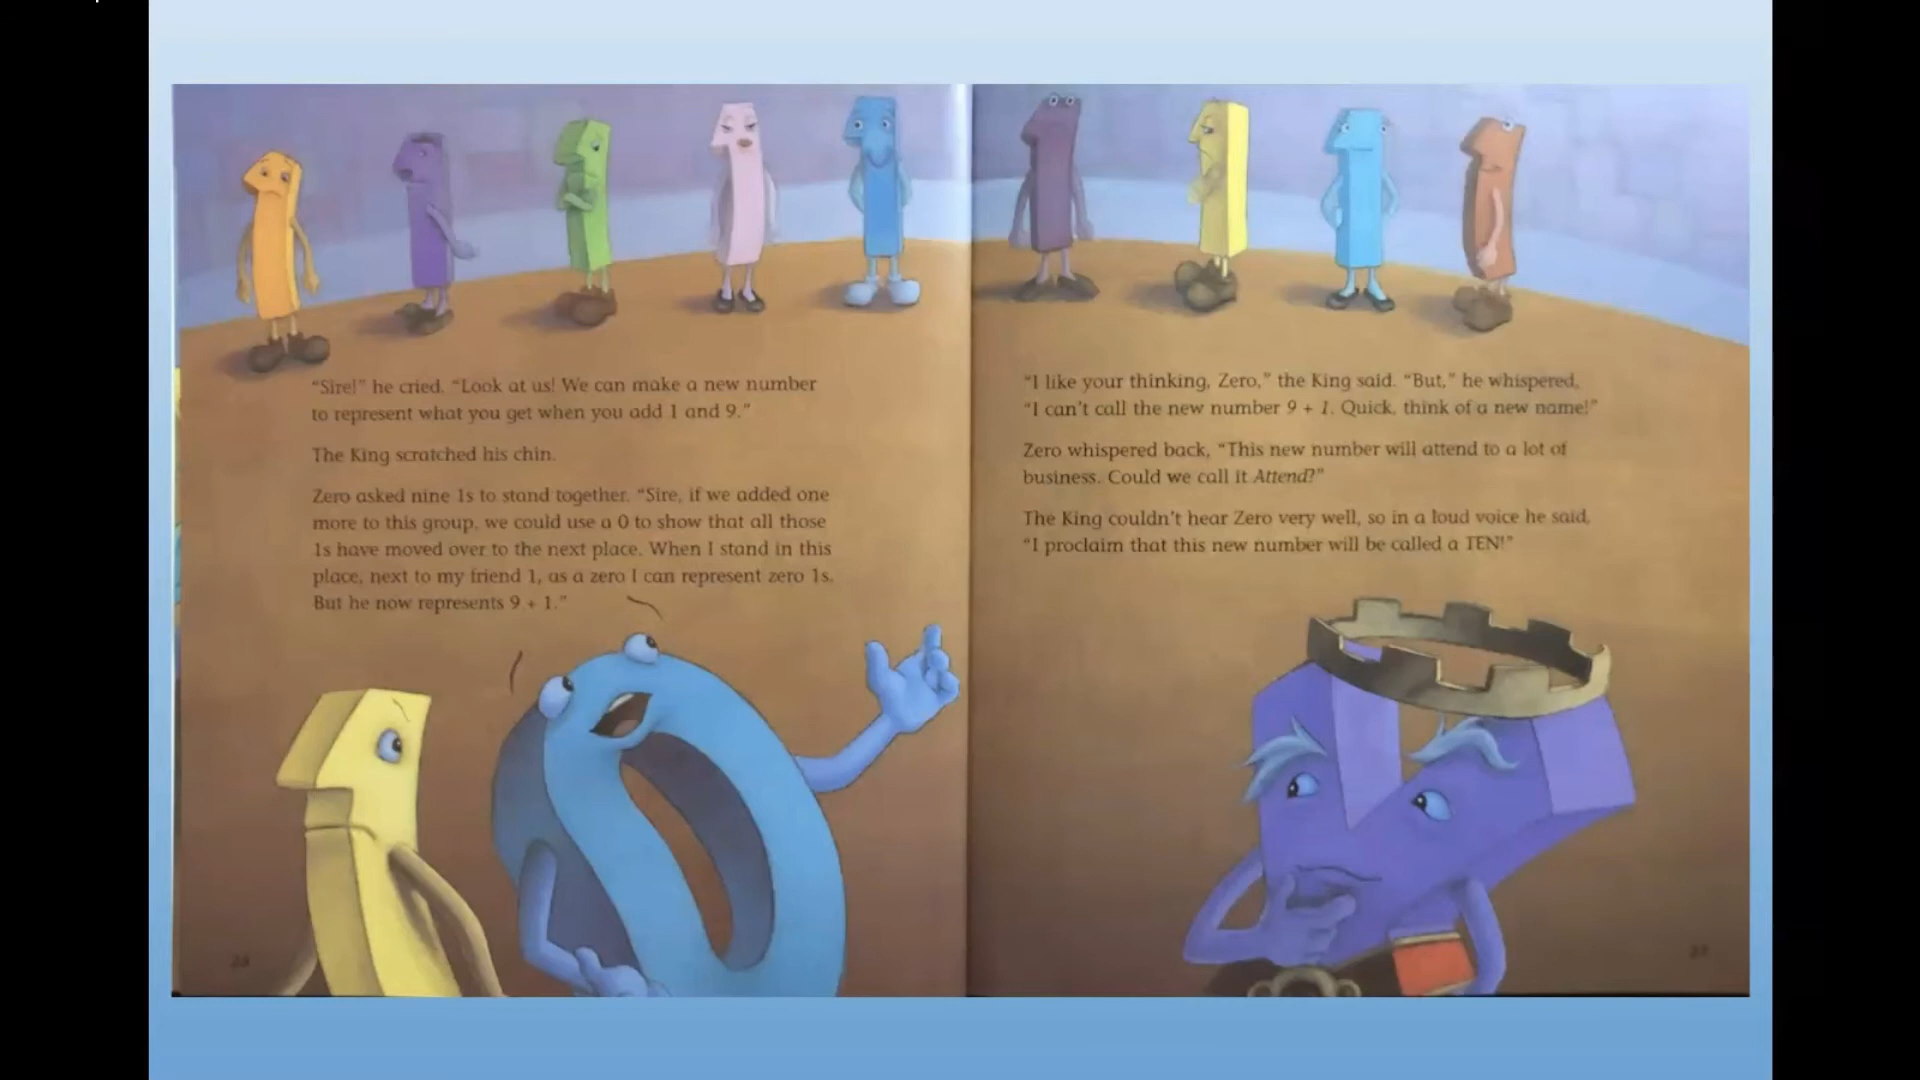 “Sire!” he cried. “Look at us! We can make a new number
to represent what you get when you add 1 and 9.”
The King scratched his chin.
Zero asked nine 1s to stand together. “Sire, if we added one
more to this group, we could use a 0 to show that all those
1s have moved over to the next place. When I stand in this
place, next to my friend 1, as a zero I can represent zero 1s.
But he now represents 9 + 1.”
“I like your thinking, Zero,” the King said. “But,” he whispered,
“I can’t call the new number 9 + 1. Quick, think of a new name!”
Zero whispered back, “This new number will attend to a lot of
business. Could we call it Attend?”
The King couldn’t hear Zero very well, so in a loud voice he said,
“I proclaim that this new number will be called a TEN!”